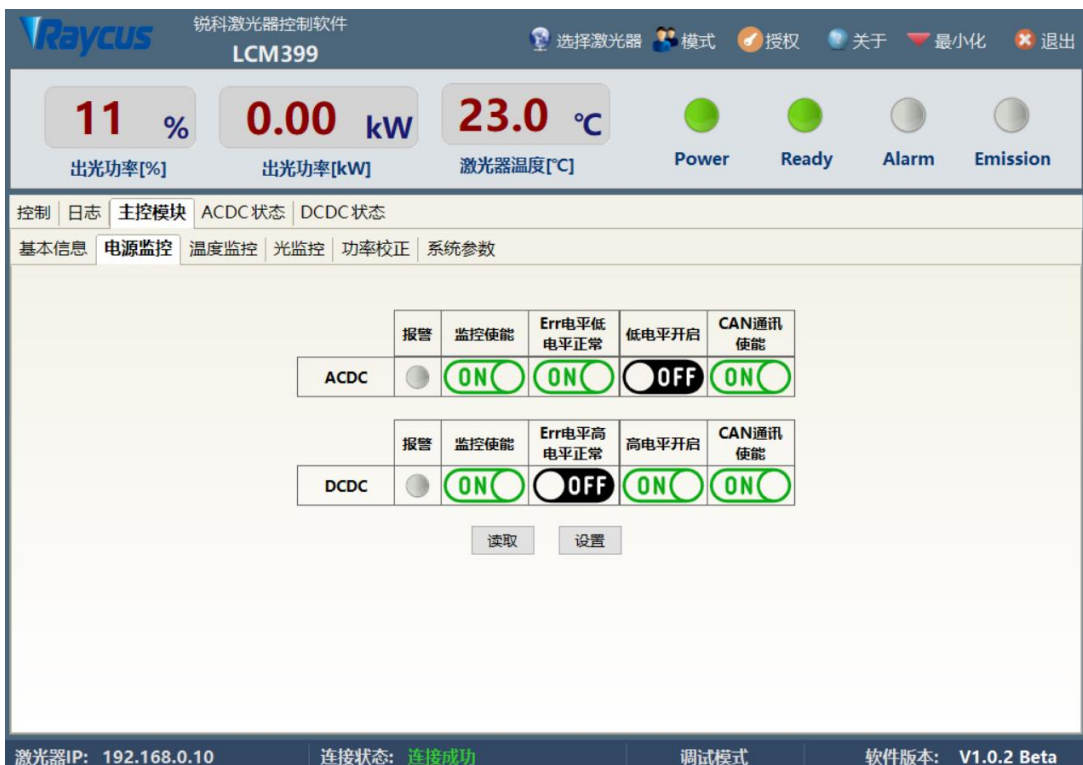 Raycus
锐科激光器控制软件
LCM399
选择激光器 模式 授权 关于 最小化 退出
11 % 0.00 kW 23.0 ℃
出光功率[%] 出光功率[kW] 激光器温度[℃] Power Ready Alarm Emission
控制 日志 主控模块 ACDC状态 DCDC状态
基本信息 电源监控 温度监控 光监控 功率校正 系统参数
报警 监控使能 Err电平低电平正常 低电平开启 CAN通讯使能
ACDC ON ON OFF ON
报警 监控使能 Err电平高电平正常 高电平开启 CAN通讯使能
DCDC ON OFF ON ON
读取 设置
激光器IP: 192.168.0.10 连接状态: 连接成功 调试模式 软件版本: V1.0.2 Beta